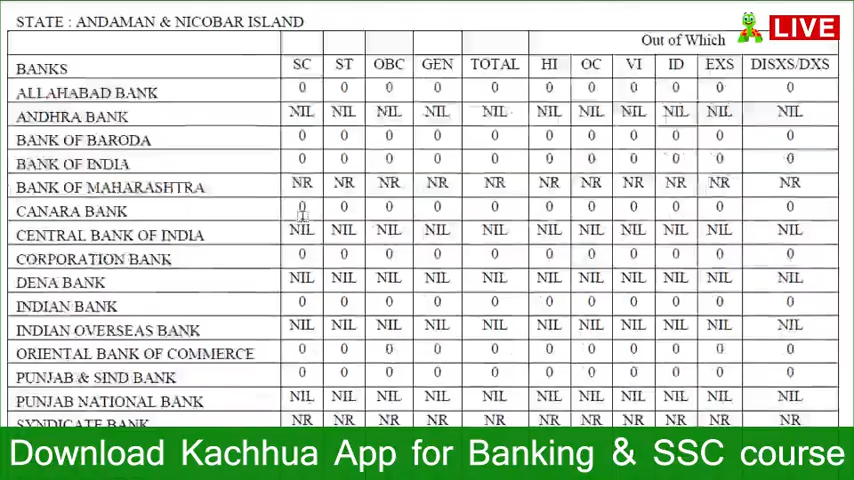 STATE : ANDAMAN & NICOBAR ISLAND
Out of Which
LIVE
BANKS SC ST OBC GEN TOTAL HI OC VI ID EXS DISXS/DXS
ALLAHABAD BANK 0 0 0 0 0 0 0 0 0 0 0
ANDHRA BANK NIL NIL NIL NIL NIL NIL NIL NIL NIL NIL NIL
BANK OF BARODA 0 0 0 0 0 0 0 0 0 0 0
BANK OF INDIA 0 0 0 0 0 0 0 0 0 0 0
BANK OF MAHARASHTRA NR NR NR NR NR NR NR NR NR NR NR
CANARA BANK 0 0 0 0 0 0 0 0 0 0 0
CENTRAL BANK OF INDIA NIL NIL NIL NIL NIL NIL NIL NIL NIL NIL NIL
CORPORATION BANK 0 0 0 0 0 0 0 0 0 0 0
DENA BANK NIL NIL NIL NIL NIL NIL NIL NIL NIL NIL NIL
INDIAN BANK 0 0 0 0 0 0 0 0 0 0 0
INDIAN OVERSEAS BANK NIL NIL NIL NIL NIL NIL NIL NIL NIL NIL NIL
ORIENTAL BANK OF COMMERCE 0 0 0 0 0 0 0 0 0 0 0
PUNJAB & SIND BANK 0 0 0 0 0 0 0 0 0 0 0
PUNJAB NATIONAL BANK NIL NIL NIL NIL NIL NIL NIL NIL NIL NIL NIL
SYNDICATE BANK NR NR NR NR NR NR NR NR NR NR NR
Download Kachhua App for Banking & SSC course